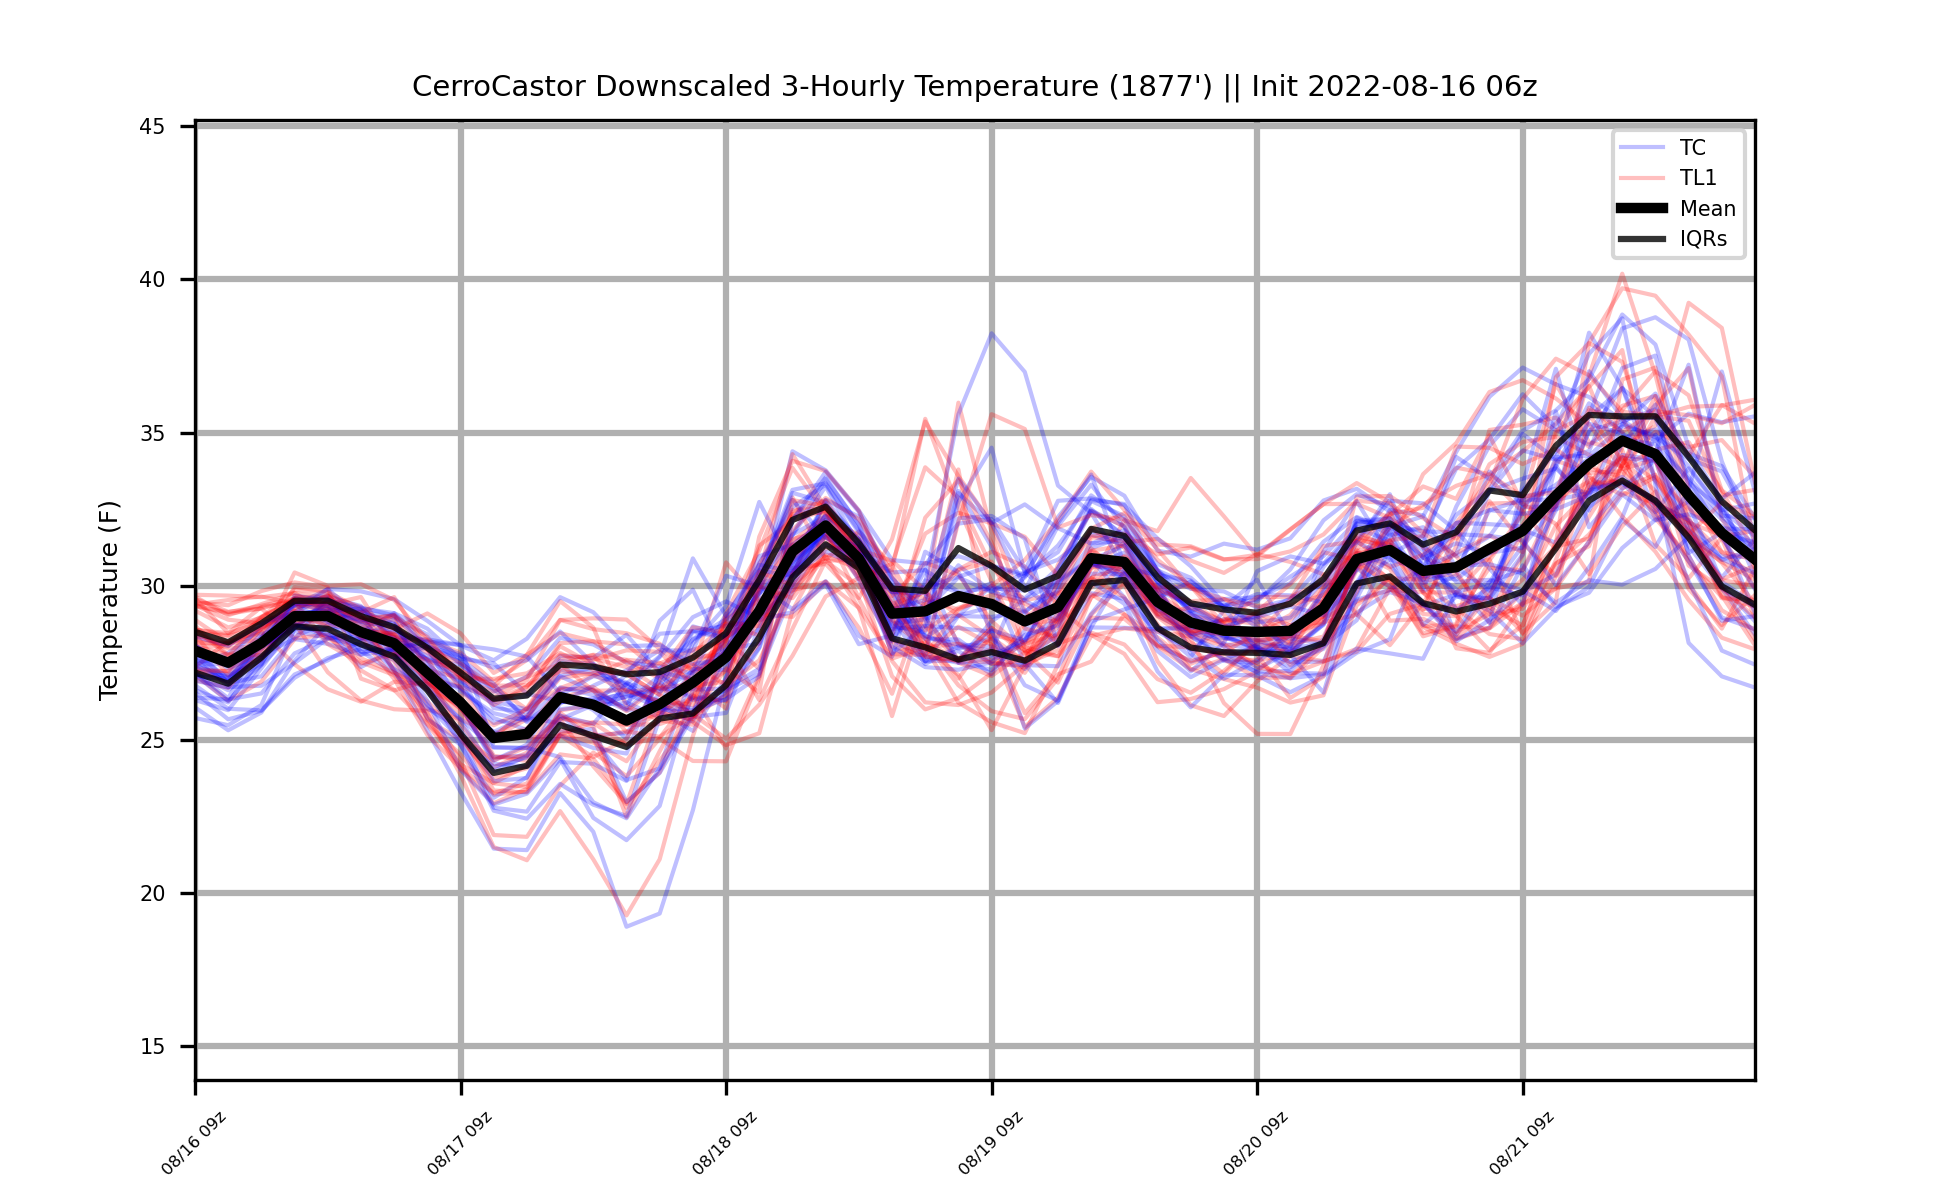 CerroCastor Downscaled 3-Hourly Temperature (1877') || Init 2022-08-16 06z
45
40
35
30
25
20
15
Temperature (F)
TC
TL1
Mean
IQRs
08/16 09z
08/17 09z
08/18 09z
08/19 09z
08/20 09z
08/21 09z